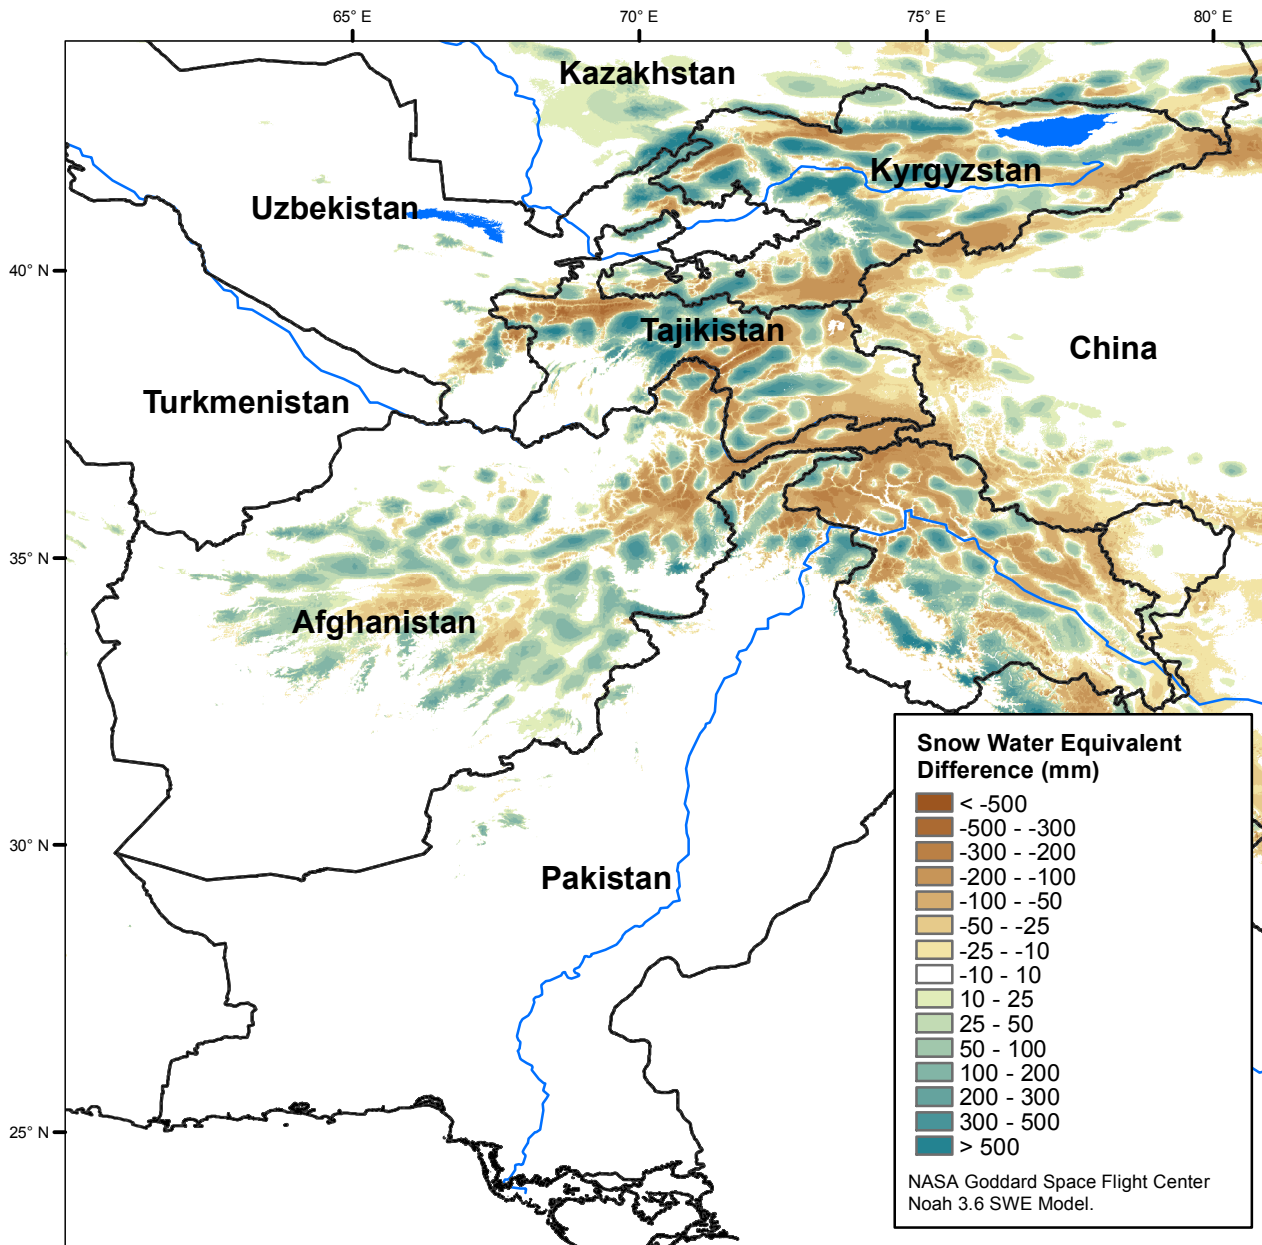 65° E
70° E
75° E
80° E
Kazakhstan
Kyrgyzstan
Uzbekistan
40° N
Tajikistan
China
Turkmenistan
35° N
Afghanistan
30° N
Pakistan
25° N
Snow Water Equivalent
Difference (mm)
< -500
-500 - -300
-300 - -200
-200 - -100
-100 - -50
-50 - -25
-25 - -10
-10 - 10
10 - 25
25 - 50
50 - 100
100 - 200
200 - 300
300 - 500
> 500
NASA Goddard Space Flight Center
Noah 3.6 SWE Model.